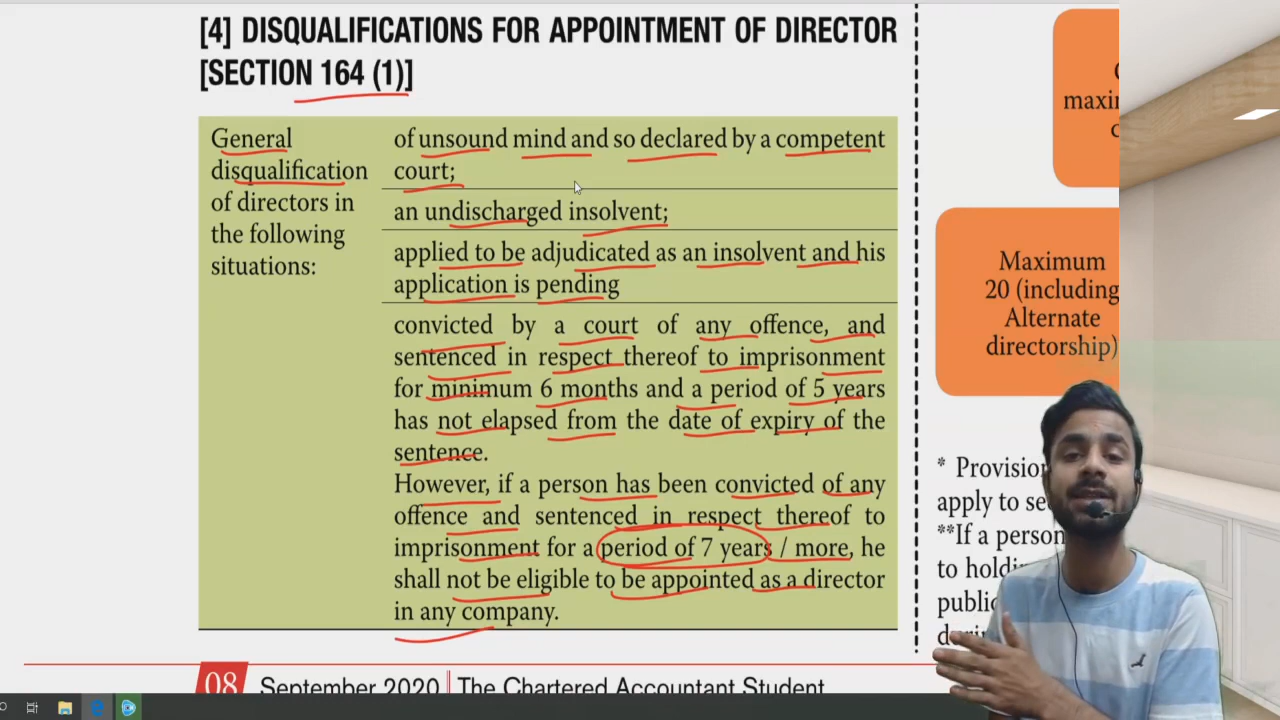 [4] DISQUALIFICATIONS FOR APPOINTMENT OF DIRECTOR
[SECTION 164 (1)]
General
disqualification
of directors in
the following
situations:
of unsound mind and so declared by a competent
court;
an undischarged insolvent;
applied to be adjudicated as an insolvent and his
application is pending
convicted by a court of any offence, and
sentenced in respect thereof to imprisonment
for minimum 6 months and a period of 5 years
has not elapsed from the date of expiry of the
sentence.
However, if a person has been convicted of any
offence and sentenced in respect thereof to
imprisonment for a period of 7 years / more, he
shall not be eligible to be appointed as a director
in any company.
08 September 2020 The Chartered Accountant Student
Maximum
20 (including
Alternate
directorship)
*
apply to
**If a person
to